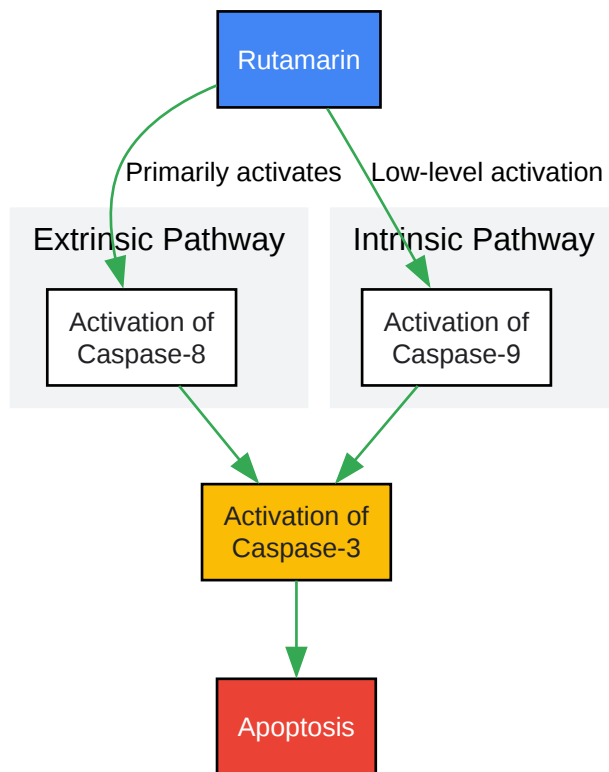 Rutamarin
Primarily activates
Low-level activation
Extrinsic Pathway
Intrinsic Pathway
Activation of
Caspase-8
Activation of
Caspase-9
Activation of
Caspase-3
Apoptosis